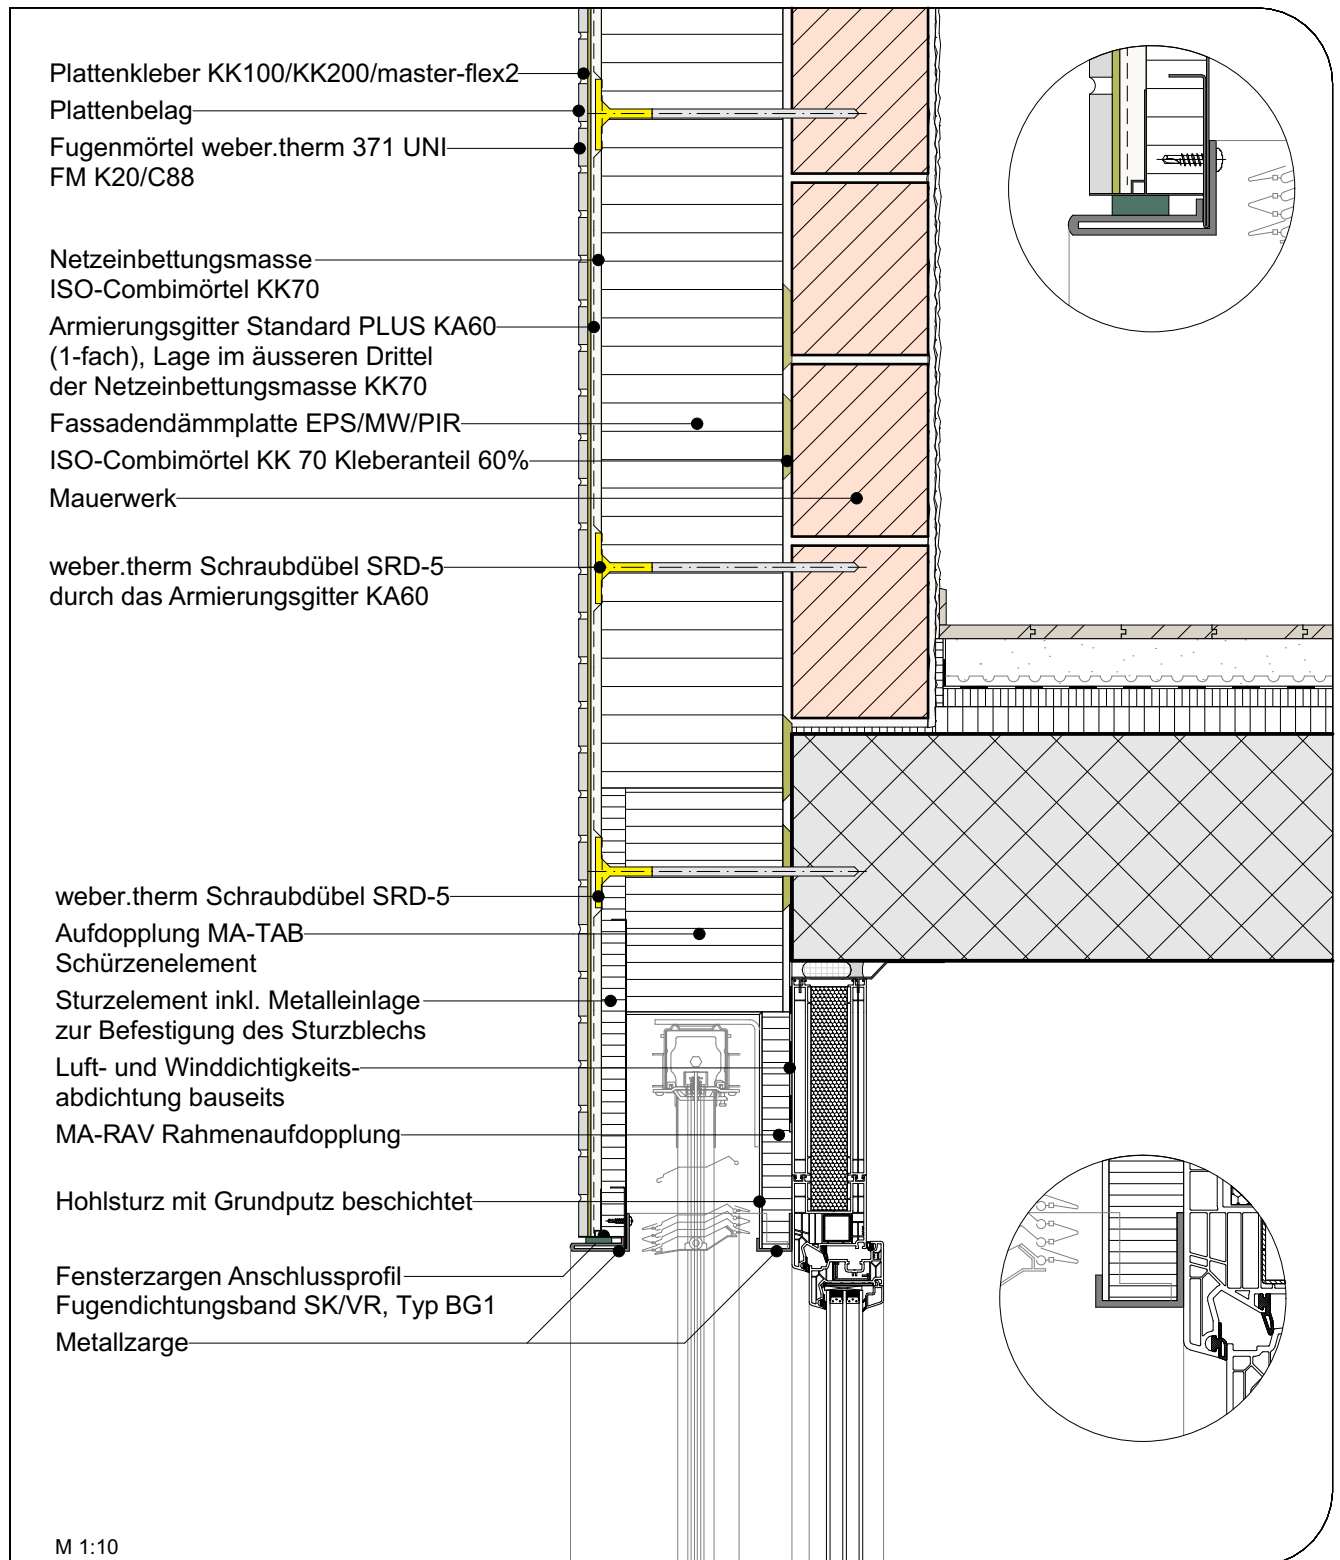 Plattenkleber KK100/KK200/master-flex2
Plattenbelag
Fugenmörtel weber.therm 371 UNI
FM K20/C88
Netzeinbettungsmasse
ISO-Combimörtel KK70
Armierungsgitter Standard PLUS KA60
(1-fach), Lage im äusseren Drittel
der Netzeinbettungsmasse KK70
Fassadendämmplatte EPS/MW/PIR
ISO-Combimörtel KK 70 Kleberanteil 60%
Mauerwerk
weber.therm Schraubdübel SRD-5
durch das Armierungsgitter KA60
weber.therm Schraubdübel SRD-5
Aufdopplung MA-TAB
Schürzenelement
Sturzelement inkl. Metalleinlage
zur Befestigung des Sturzblechs
Luft- und Winddichtigkeits-
abdichtung bauseits
MA-RAV Rahmenaufdopplung
Hohlsturz mit Grundputz beschichtet
Fensterzargen Anschlussprofil
Fugendichtungsband SK/VR, Typ BG1
Metallzarge
M 1:10